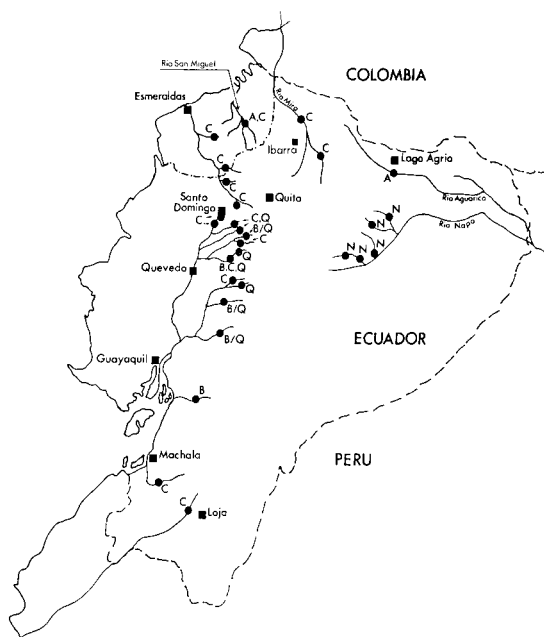 Rio San Miguel
COLOMBIA
Esmeraldas
Rio Mira
A,C
C
C
Ibarra
C
Lago Agrio
C
A
C
Rio Aguarico
Santo
Domingo
Quito
C
C
C,Q
B/Q
C
N
N
N
Rio Napo
Q
N
N
N
Quevedo
B,C,Q
C
Q
B/Q
ECUADOR
B/Q
Guayaquil
B
PERU
Machala
C
C
Loja